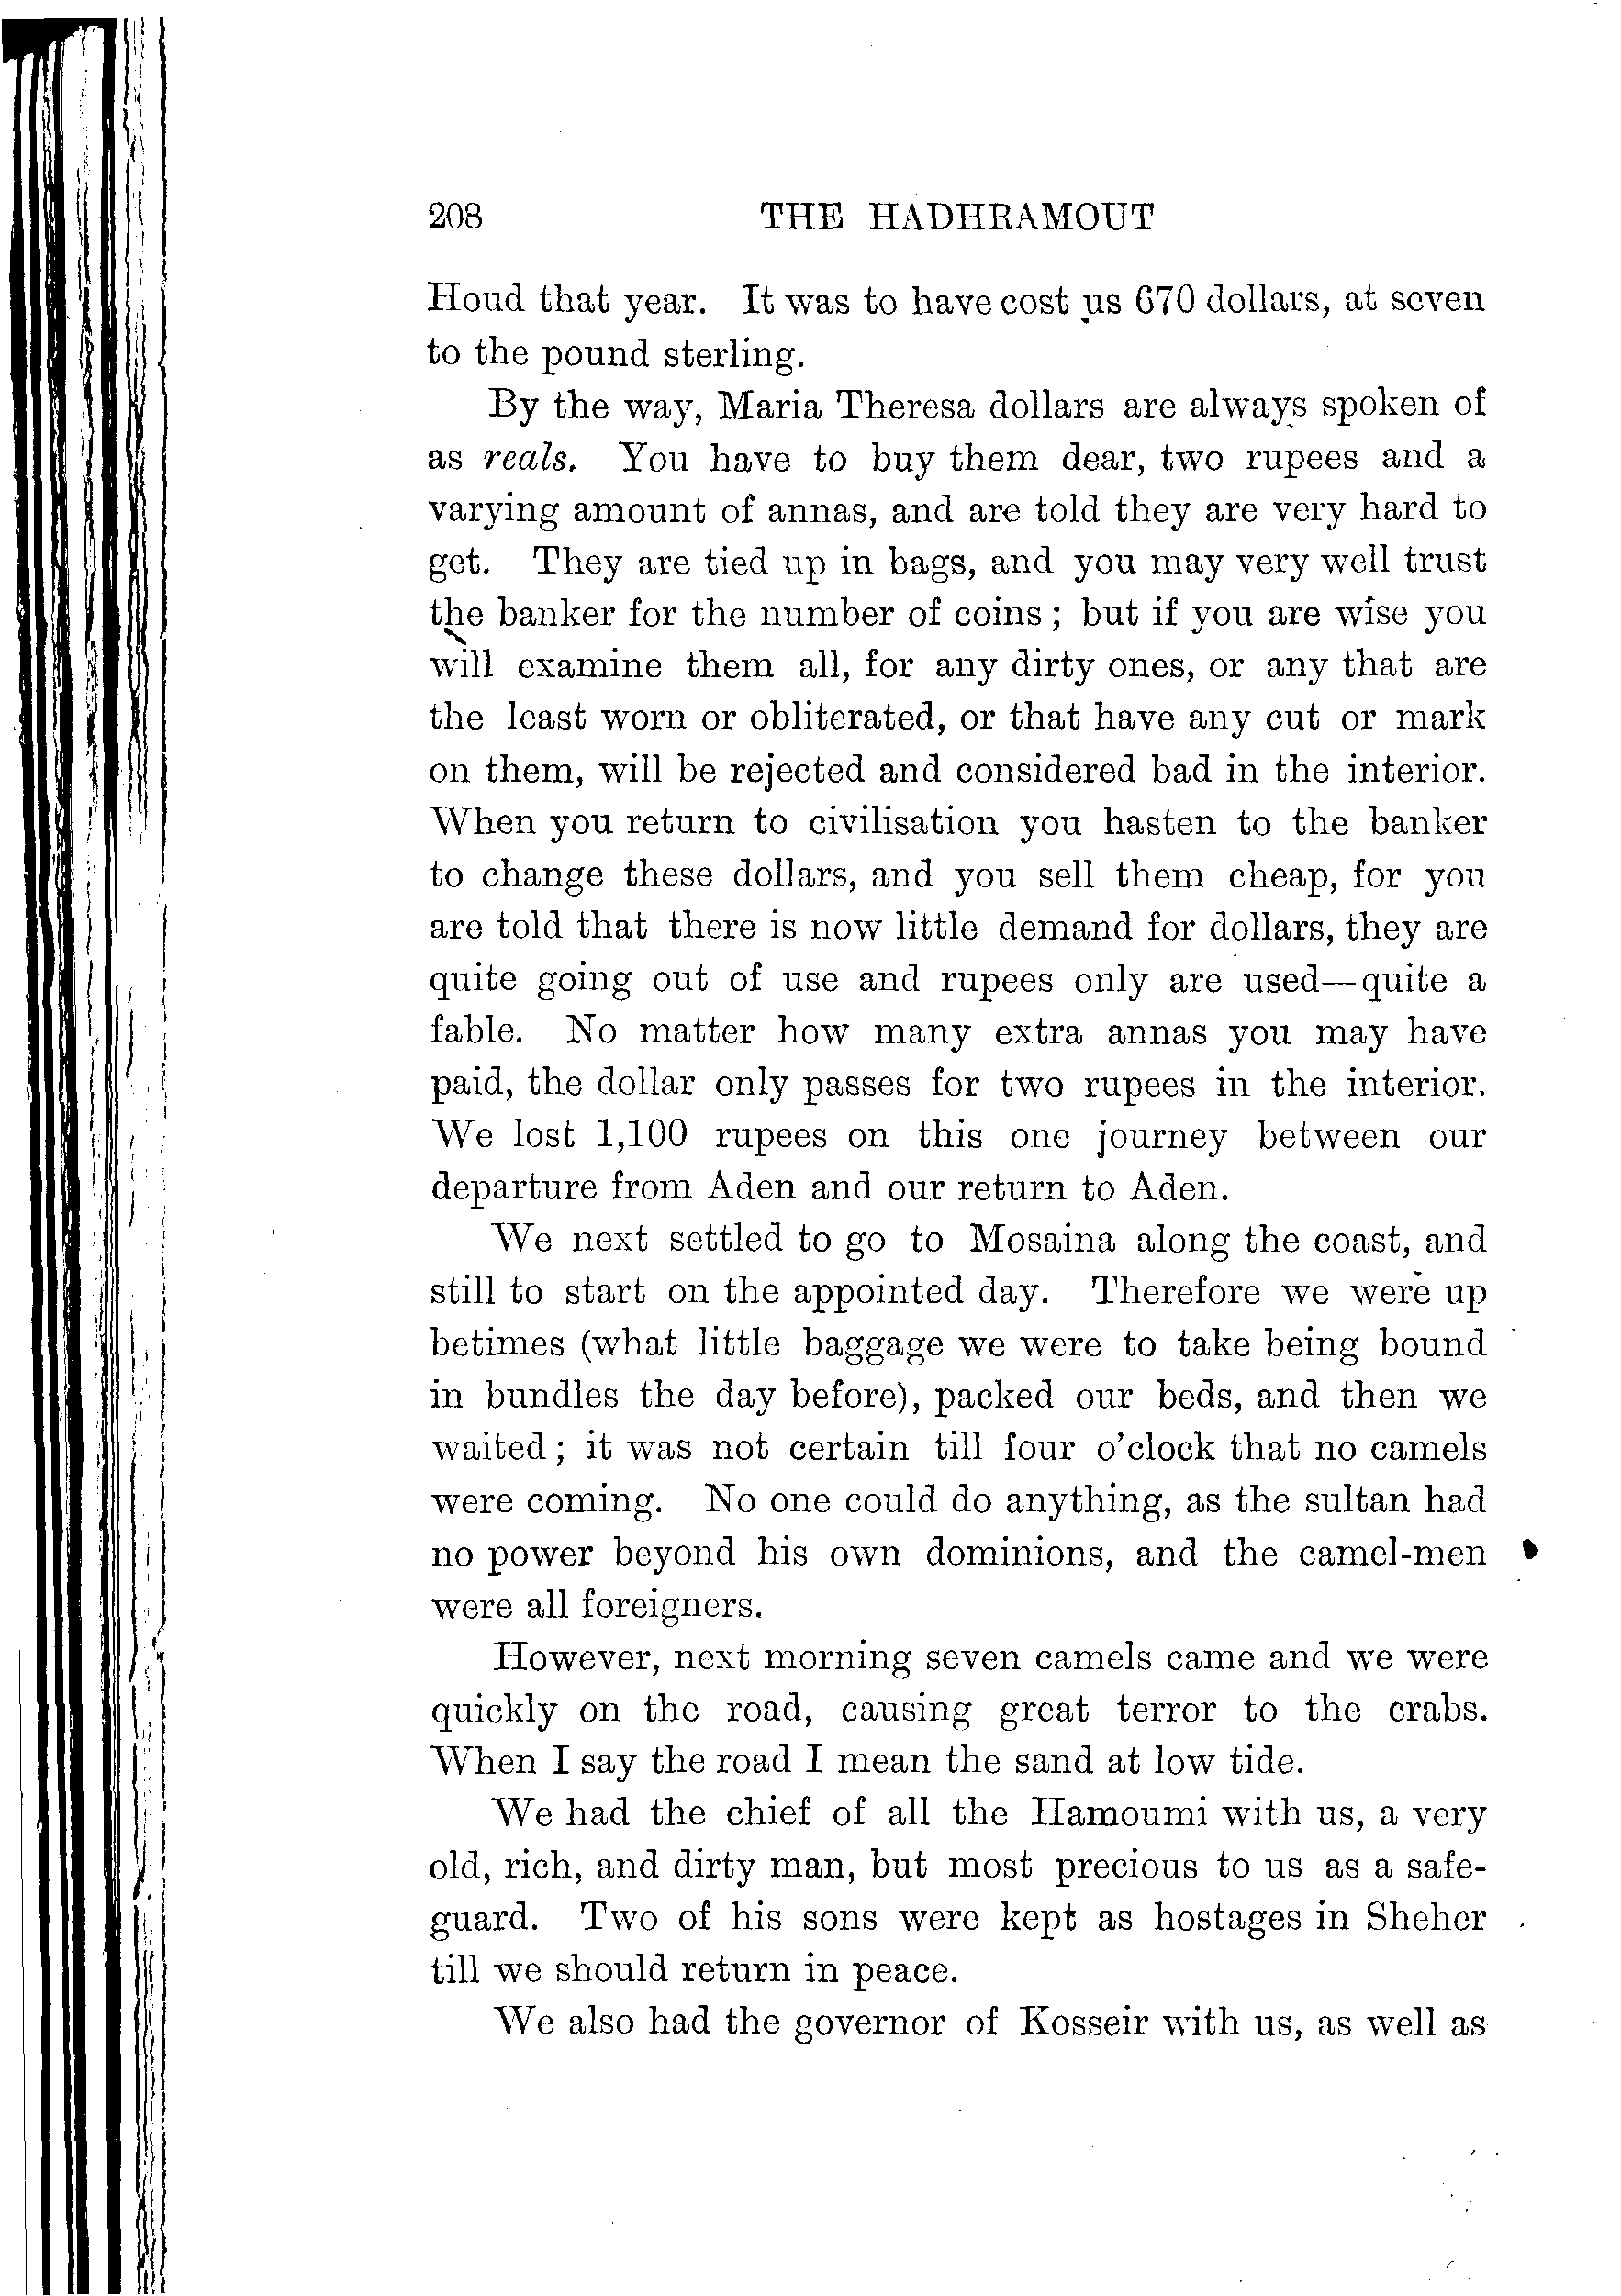 208 THE HADHRAMOUT
Houd that year. It was to have cost us 670 dollars, at seven
to the pound sterling.
By the way, Maria Theresa dollars are always spoken of
as reals. You have to buy them dear, two rupees and a
varying amount of annas, and are told they are very hard to
get. They are tied up in bags, and you may very well trust
the banker for the number of coins ; but if you are wise you
will examine them all, for any dirty ones, or any that are
the least worn or obliterated, or that have any cut or mark
on them, will be rejected and considered bad in the interior.
When you return to civilisation you hasten to the banker
to change these dollars, and you sell them cheap, for you
are told that there is now little demand for dollars, they are
quite going out of use and rupees only are used—quite a
fable. No matter how many extra annas you may have
paid, the dollar only passes for two rupees in the interior.
We lost 1,100 rupees on this one journey between our
departure from Aden and our return to Aden.
We next settled to go to Mosaina along the coast, and
still to start on the appointed day. Therefore we were up
betimes (what little baggage we were to take being bound
in bundles the day before), packed our beds, and then we
waited ; it was not certain till four o'clock that no camels
were coming. No one could do anything, as the sultan had
no power beyond his own dominions, and the camel-men
were all foreigners.
However, next morning seven camels came and we were
quickly on the road, causing great terror to the crabs.
When I say the road I mean the sand at low tide.
We had the chief of all the Hamoumi with us, a very
old, rich, and dirty man, but most precious to us as a safe-
guard. Two of his sons were kept as hostages in Sheher
till we should return in peace.
We also had the governor of Kosseir with us, as well as